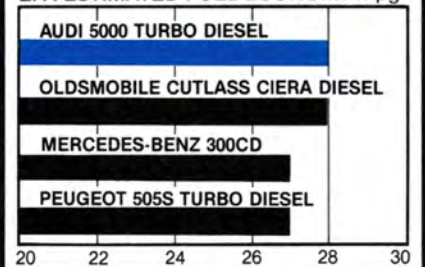 AUDI 5000 TURBO DIESEL
OLDSMOBILE CUTLASS CIERA DIESEL
MERCEDES-BENZ 300CD
PEUGEOT 505S TURBO DIESEL
20 22 24 26 28 30